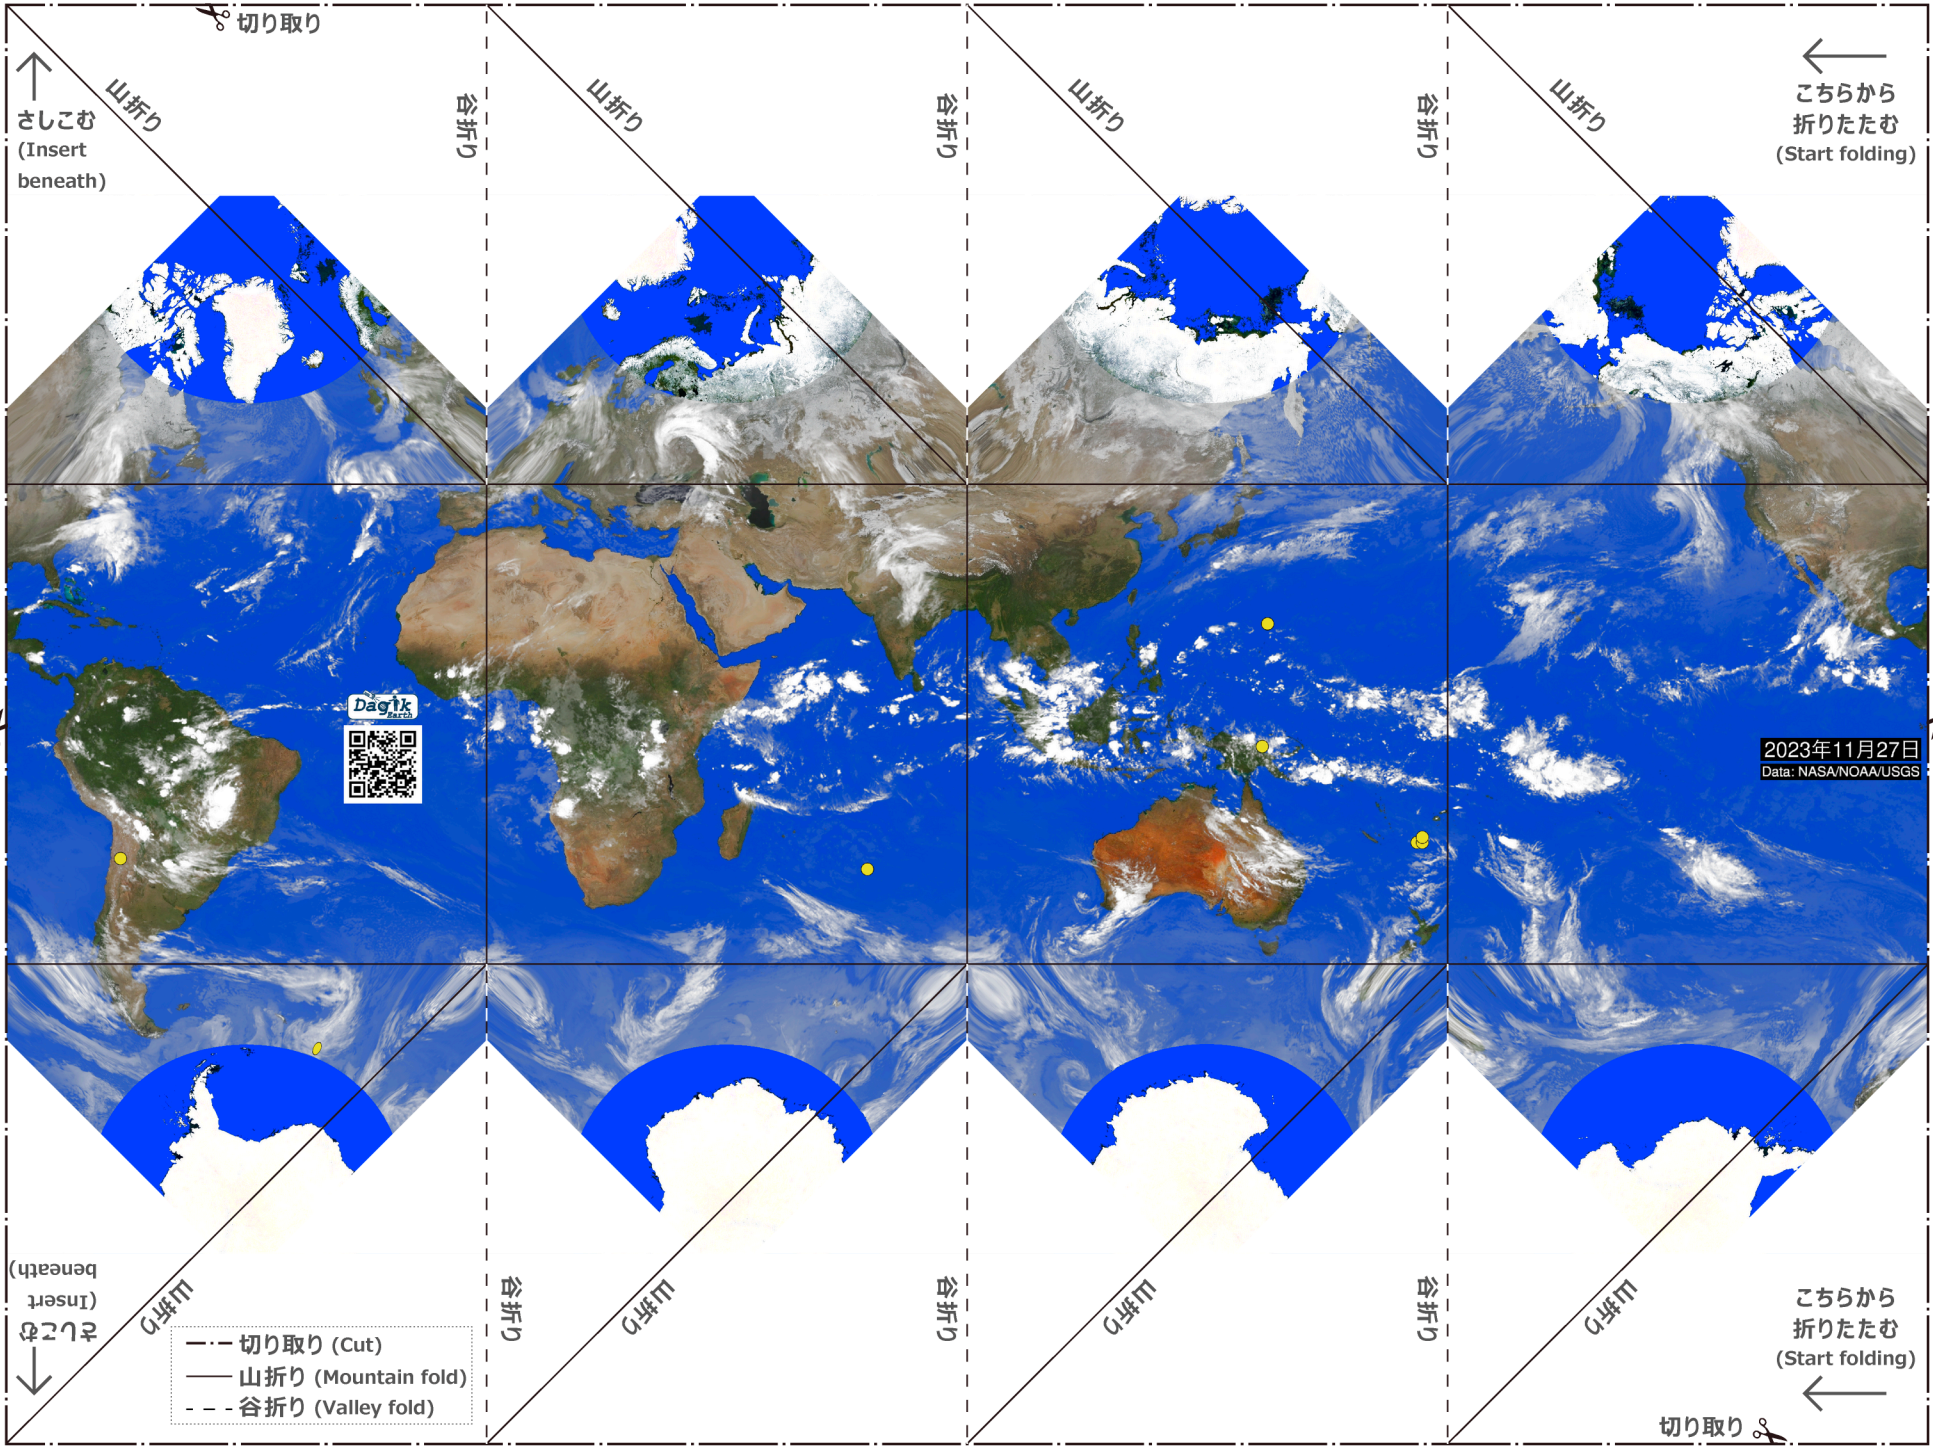 切り取り
山折り
谷折り
山折り
谷折り
山折り
谷折り
山折り
さしこむ
(Insert
beneath)
こちらから
折りたたむ
(Start folding)
Dagik
Earth
2023年11月27日
Data: NASA/NOAA/USGS
さしこむ
(Insert
beneath)
山折り
谷折り
山折り
谷折り
山折り
谷折り
山折り
こちらから
折りたたむ
(Start folding)
切り取り (Cut)
山折り (Mountain fold)
谷折り (Valley fold)
切り取り